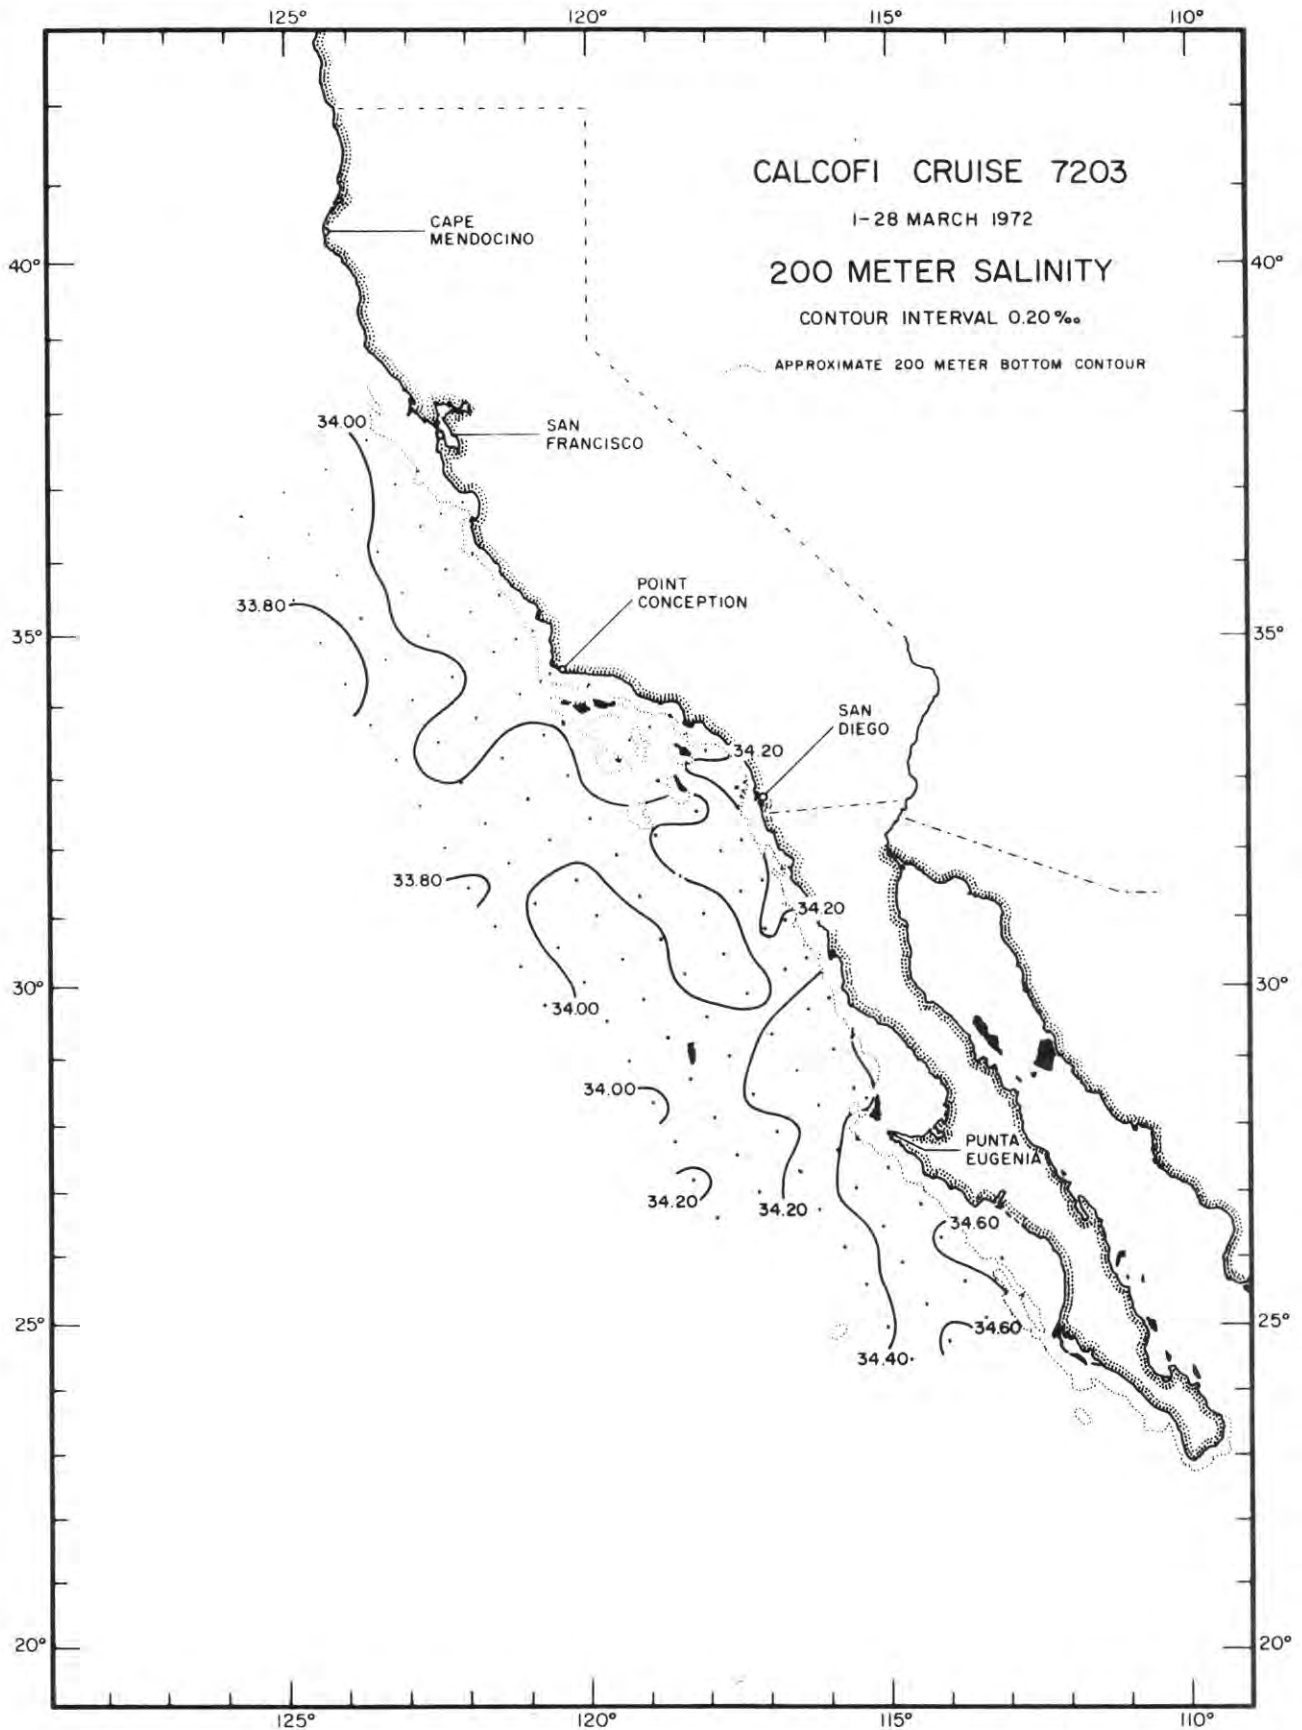 125° 120° 115° 110°
CALCOFI CRUISE 7203
1-28 MARCH 1972
200 METER SALINITY
CONTOUR INTERVAL 0.20‰
APPROXIMATE 200 METER BOTTOM CONTOUR
CAPE
MENDOCINO
40° 40°
34.00
SAN
FRANCISCO
POINT
CONCEPTION
33.80
35° 35°
SAN
DIEGO
34.20
33.80
34.20
30° 30°
34.00
34.00
PUNTA
EUGENIA
34.20
34.20
34.60
25° 25°
34.60
34.40
20° 20°
125° 120° 115° 110°